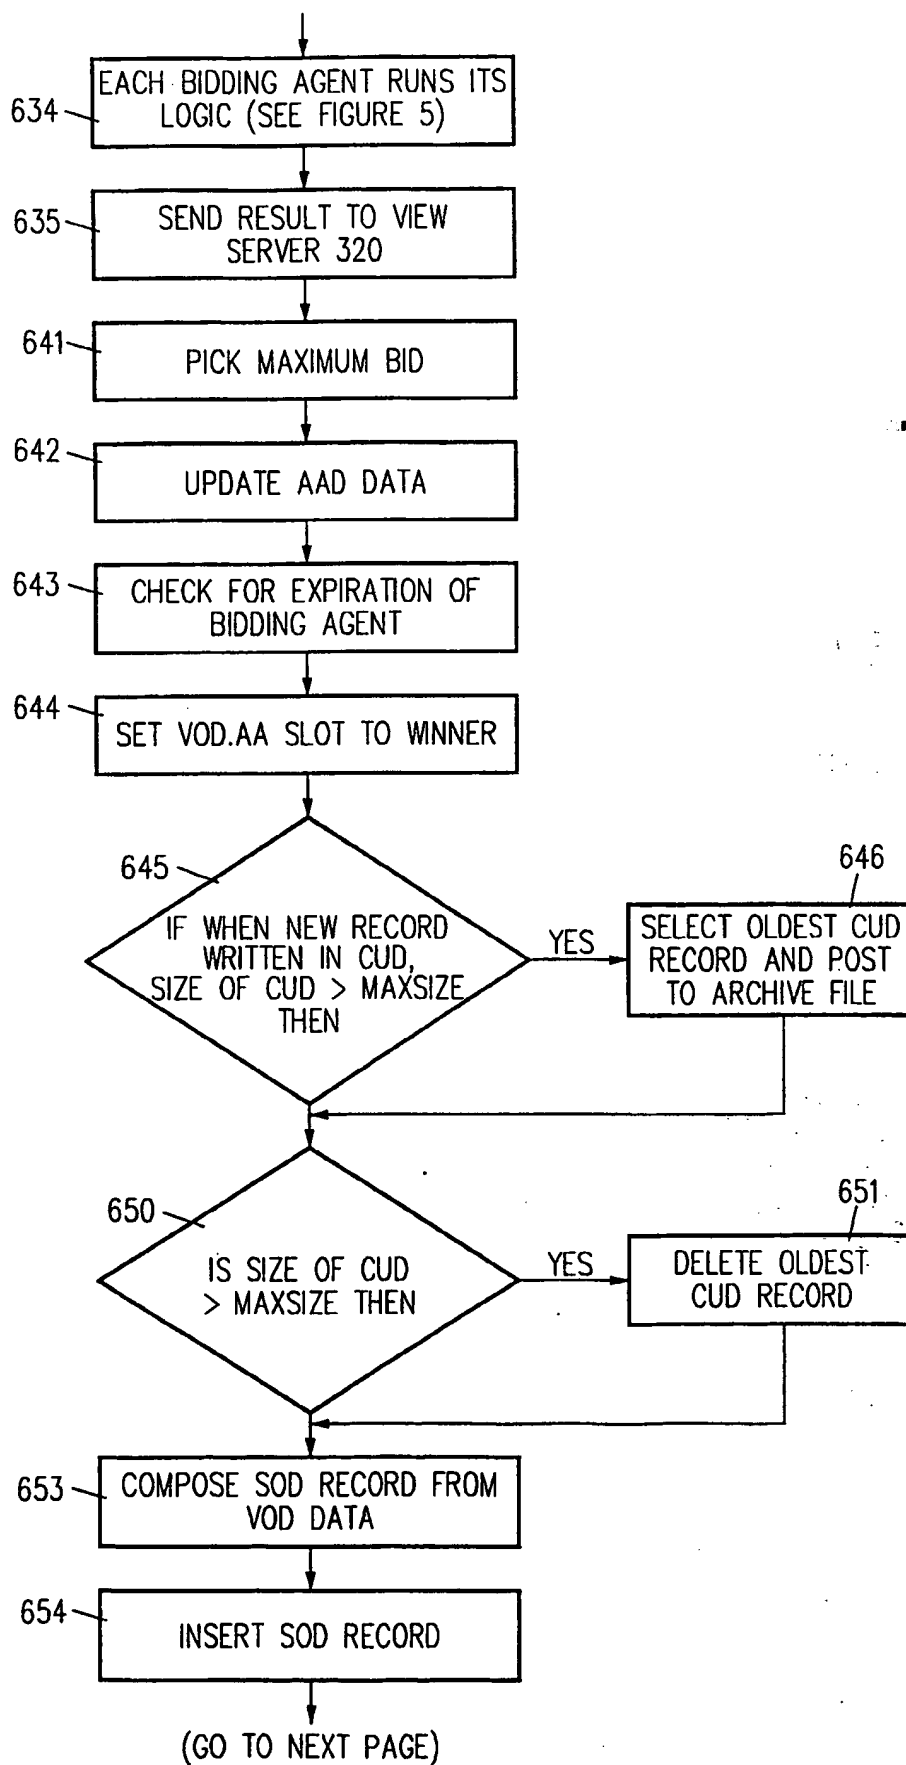 EACH BIDDING AGENT RUNS ITS
LOGIC (SEE FIGURE 5)
634
SEND RESULT TO VIEW
SERVER 320
635
641
PICK MAXIMUM BID
642
UPDATE AAD DATA
643
CHECK FOR EXPIRATION OF
BIDDING AGENT
644
SET VOD.AA SLOT TO WINNER
645
IF WHEN NEW RECORD
WRITTEN IN CUD,
SIZE OF CUD > MAXSIZE
THEN
YES
646
SELECT OLDEST CUD
RECORD AND POST
TO ARCHIVE FILE
650
IS SIZE OF CUD
> MAXSIZE THEN
YES
651
DELETE OLDEST
CUD RECORD
653
COMPOSE SOD RECORD FROM
VOD DATA
654
INSERT SOD RECORD
(GO TO NEXT PAGE)